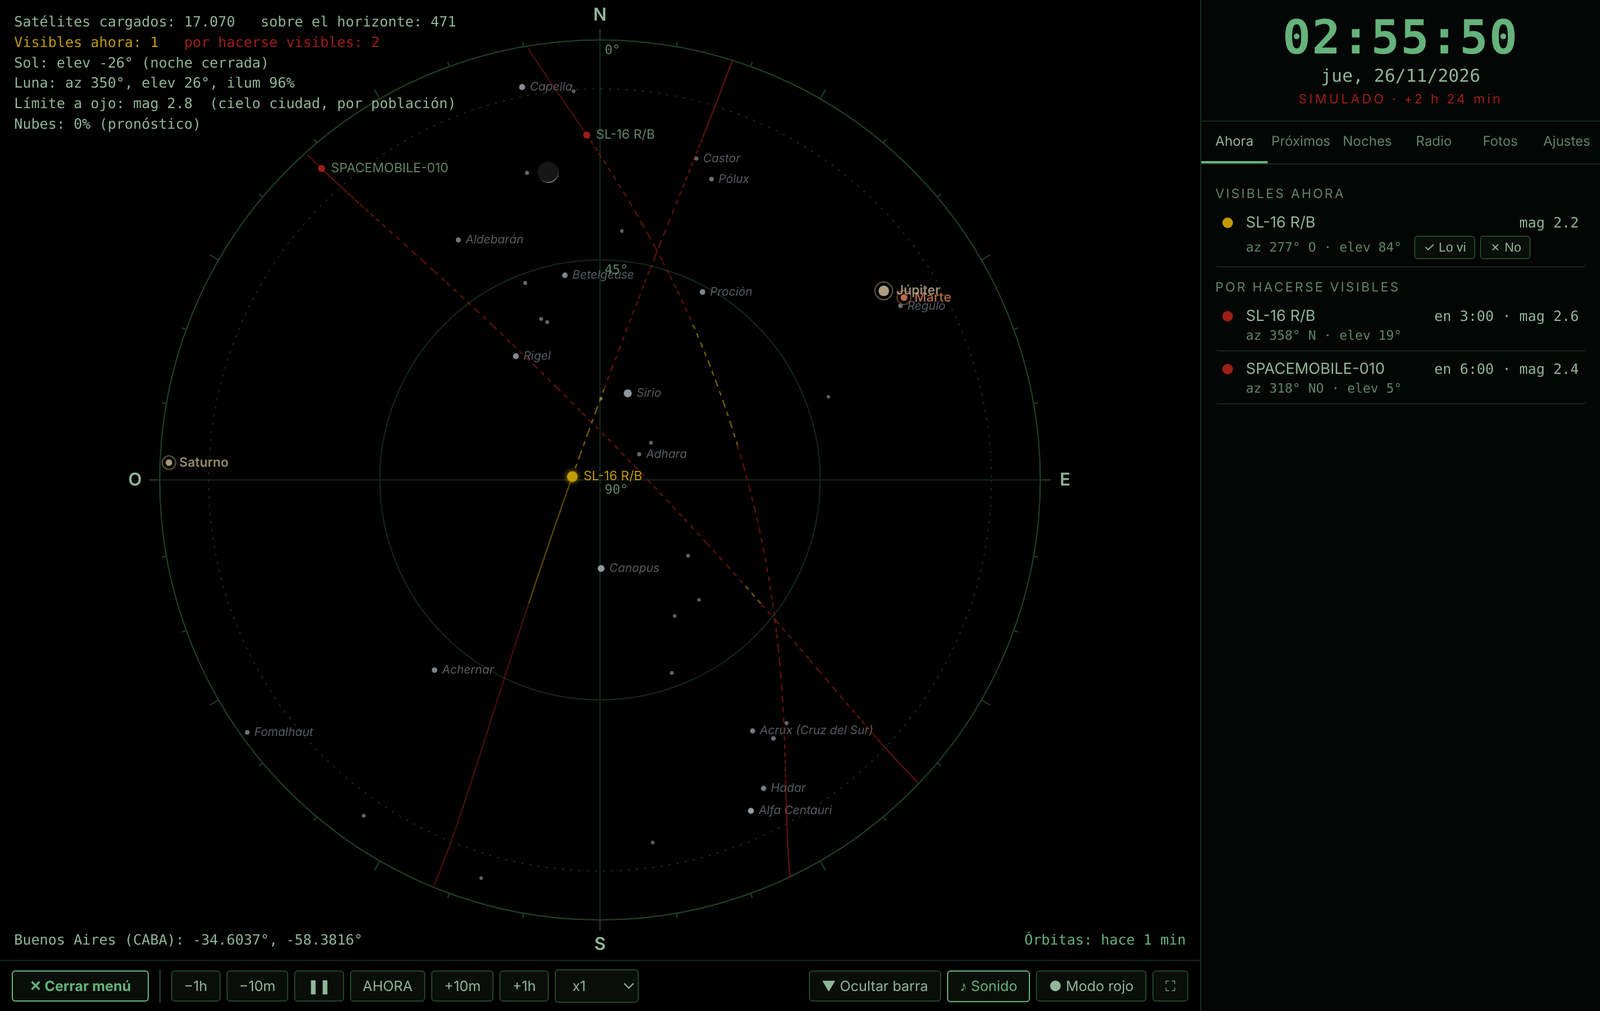 Satélites cargados: 17.070   sobre el horizonte: 471
Visibles ahora: 1   por hacerse visibles: 2
Sol: elev -26° (noche cerrada)
Luna: az 350°, elev 26°, ilum 96%
Límite a ojo: mag 2.8  (cielo ciudad, por población)
Nubes: 0% (pronóstico)
N
0°
Capella
SL-16 R/B
SPACEMOBILE-010
Castor
Pólux
Aldebarán
45°
Betelgeuse
Proción
Júpiter
Marte
Régulo
Rigel
Sirio
Adhara
Saturno
O
SL-16 R/B
90°
E
Canopus
Achernar
Fomalhaut
Acrux (Cruz del Sur)
Hadar
Alfa Centauri
S
Buenos Aires (CABA): -34.6037°, -58.3816°
Órbitas: hace 1 min
✕ Cerrar menú
−1h
−10m
❚❚
AHORA
+10m
+1h
x1
▼ Ocultar barra
♪ Sonido
● Modo rojo
⛶
02:55:50
jue, 26/11/2026
SIMULADO · +2 h 24 min
Ahora
Próximos
Noches
Radio
Fotos
Ajustes
VISIBLES AHORA
SL-16 R/B
mag 2.2
az 277° O · elev 84°
✓ Lo vi
✕ No
POR HACERSE VISIBLES
SL-16 R/B
en 3:00 · mag 2.6
az 358° N · elev 19°
SPACEMOBILE-010
en 6:00 · mag 2.4
az 318° NO · elev 5°